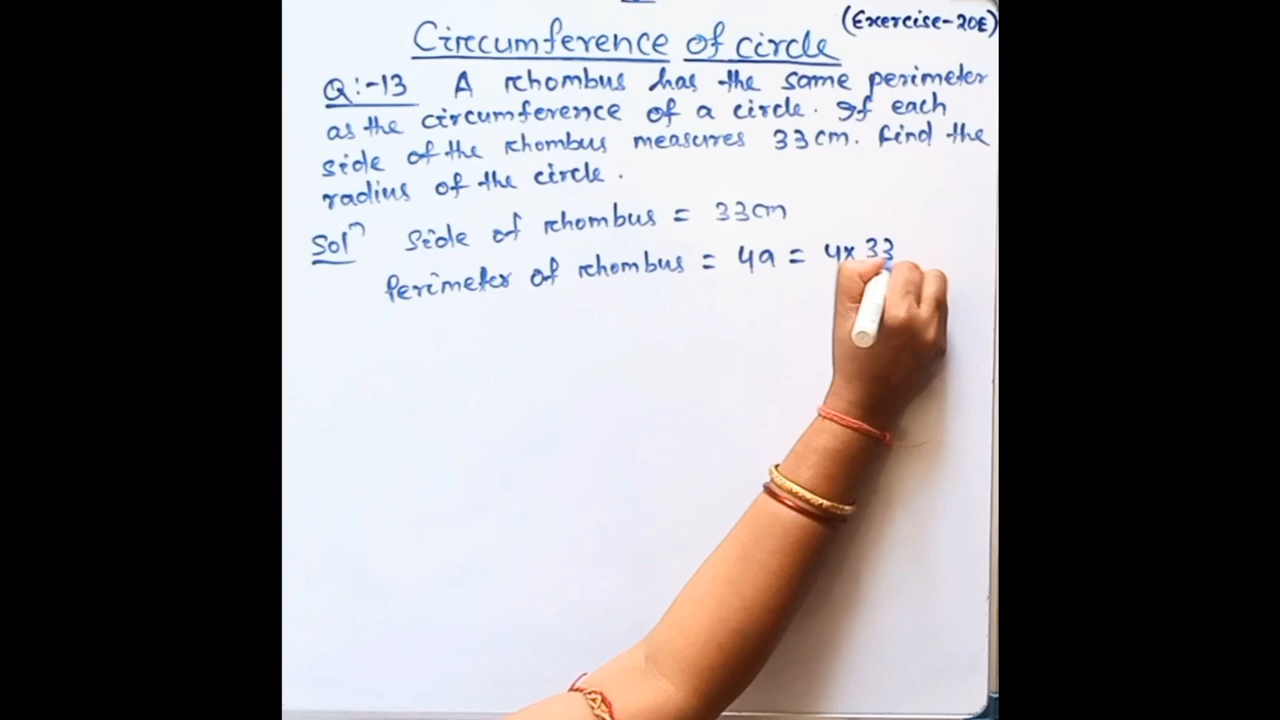 (Exercise-20E)
Circumference of circle
Q:-13 A rhombus has the same perimeter
as the circumference of a circle. If each
side of the rhombus measures 33cm. Find the
radius of the circle.
Solⁿ Side of rhombus = 33cm
Perimeter of rhombus = 4a = 4x 33